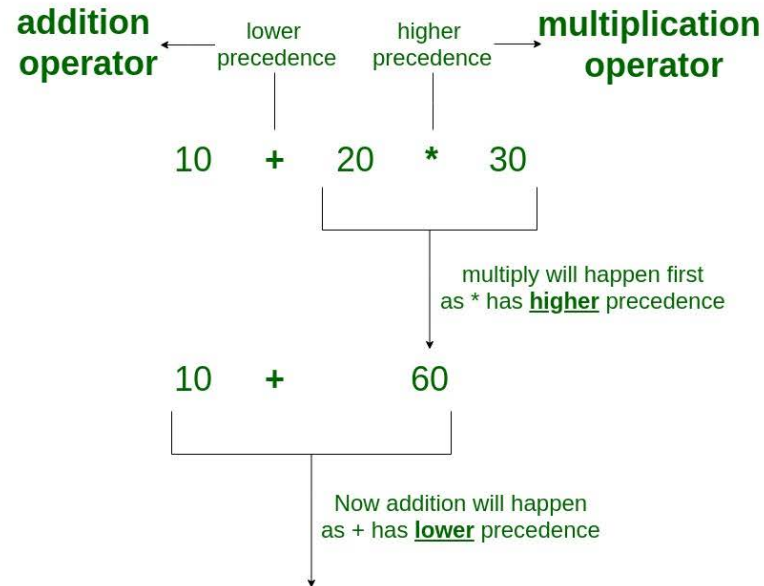 addition
operator
lower
precedence
higher
precedence
multiplication
operator
10 + 20 * 30
multiply will happen first
as * has higher precedence
10 + 60
Now addition will happen
as + has lower precedence